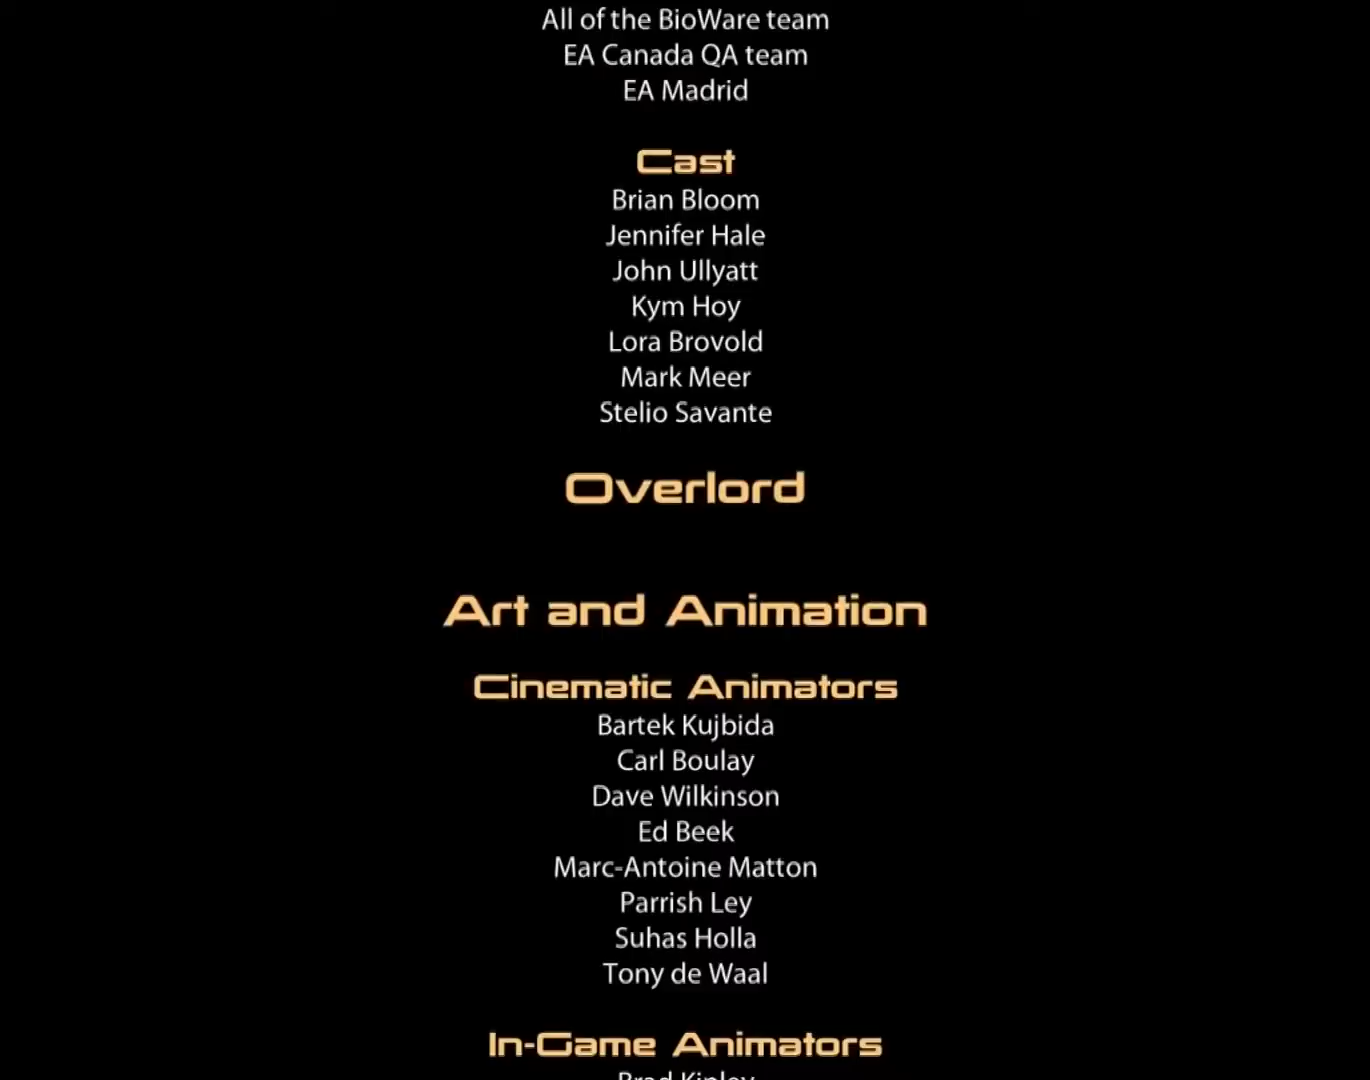 All of the BioWare team
EA Canada QA team
EA Madrid
Cast
Brian Bloom
Jennifer Hale
John Ullyatt
Kym Hoy
Lora Brovold
Mark Meer
Stelio Savante
Overlord
Art and Animation
Cinematic Animators
Bartek Kujbida
Carl Boulay
Dave Wilkinson
Ed Beek
Marc-Antoine Matton
Parrish Ley
Suhas Holla
Tony de Waal
In-Game Animators
Brad Kinley